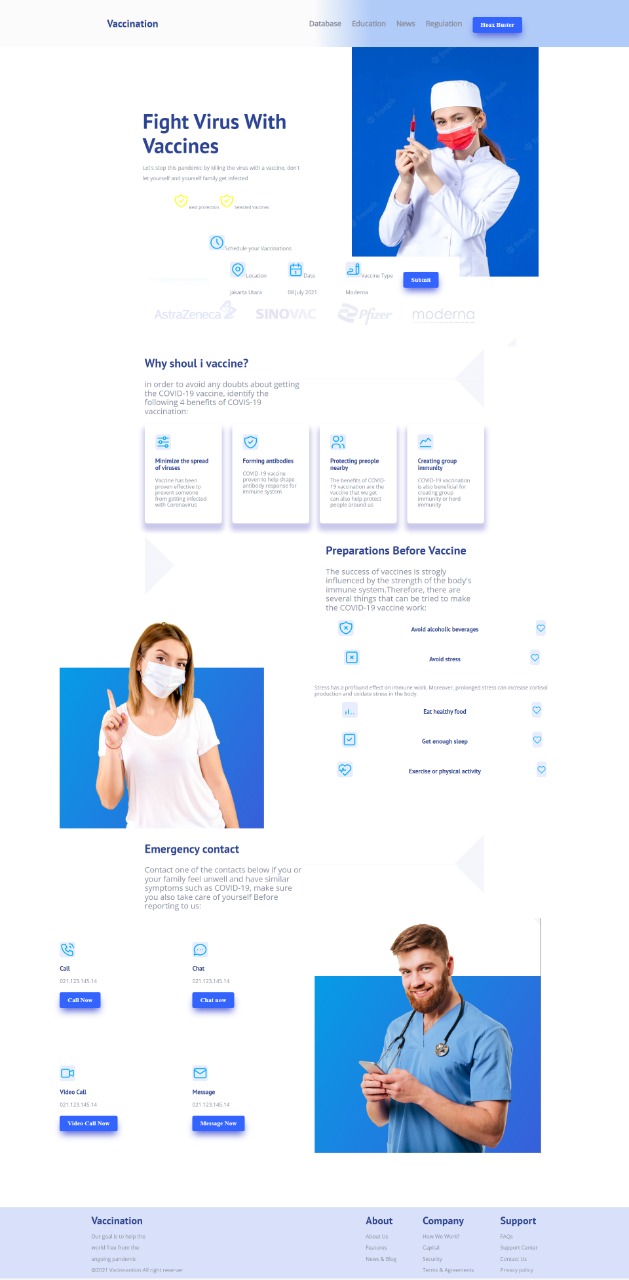 Vaccination
Database Education News Regulation Hoax Buster
Fight Virus With
Vaccines
Let's stop this pandemic by killing the virus with a vaccine, don't
let yourself and yourself family get infected
Best protection Selected Vaccines
Schedule your Vaccinations
Location Date Vaccine Type Submit
Jakarta Utara 09 July 2021 Moderna
AstraZeneca SINOVAC Pfizer moderna
Why shoul i vaccine?
in order to avoid any doubts about getting
the COVID-19 vaccine, identify the
following 4 benefits of COVIS-19
vaccination:
Minimize the spread
of viruses
Vaccine has been
proven effective to
prevent someone
from getting infected
with Coronavirus
Forming antibodies
COVID-19 vaccine
proven to help shape
antibody response for
immune system
Protecting preople
nearby
The benefits of COVID-
19 vaccination are the
vaccine that we get
can also help protect
people around us
Creating group
immunity
COVID-19 vaccination
is also beneficial for
creating group
immunity or herd
immunity
Preparations Before Vaccine
The success of vaccines is strogly
influenced by the strength of the body's
immune system.Therefore, there are
several things that can be tried to make
the COVID-19 vaccine work:
Avoid alcoholic beverages
Avoid stress
Stress has a profound effect on immune work. Moreover, prolonged stress can increase cortisol
production and oxidate stress in the body.
Eat healthy food
Get enough sleep
Exercise or physical activity
Emergency contact
Contact one of the contacts below if you or
your family feel unwell and have similar
symptoms such as COVID-19, make sure
you also take care of yourself Before
reporting to us:
Call
021.123.145.14
Call Now
Chat
021.123.145.14
Chat now
Video Call
021.123.145.14
Video Call Now
Message
021.123.145.14
Message Now
Vaccination
Our goal is to help the
world free from the
ongoing pandemic
©2021 Vaccination All right reserver
About
About Us
Features
News & Blog
Company
How We Work?
Capital
Security
Terms & Agreements
Support
FAQs
Support Center
Contact Us
Privacy policy